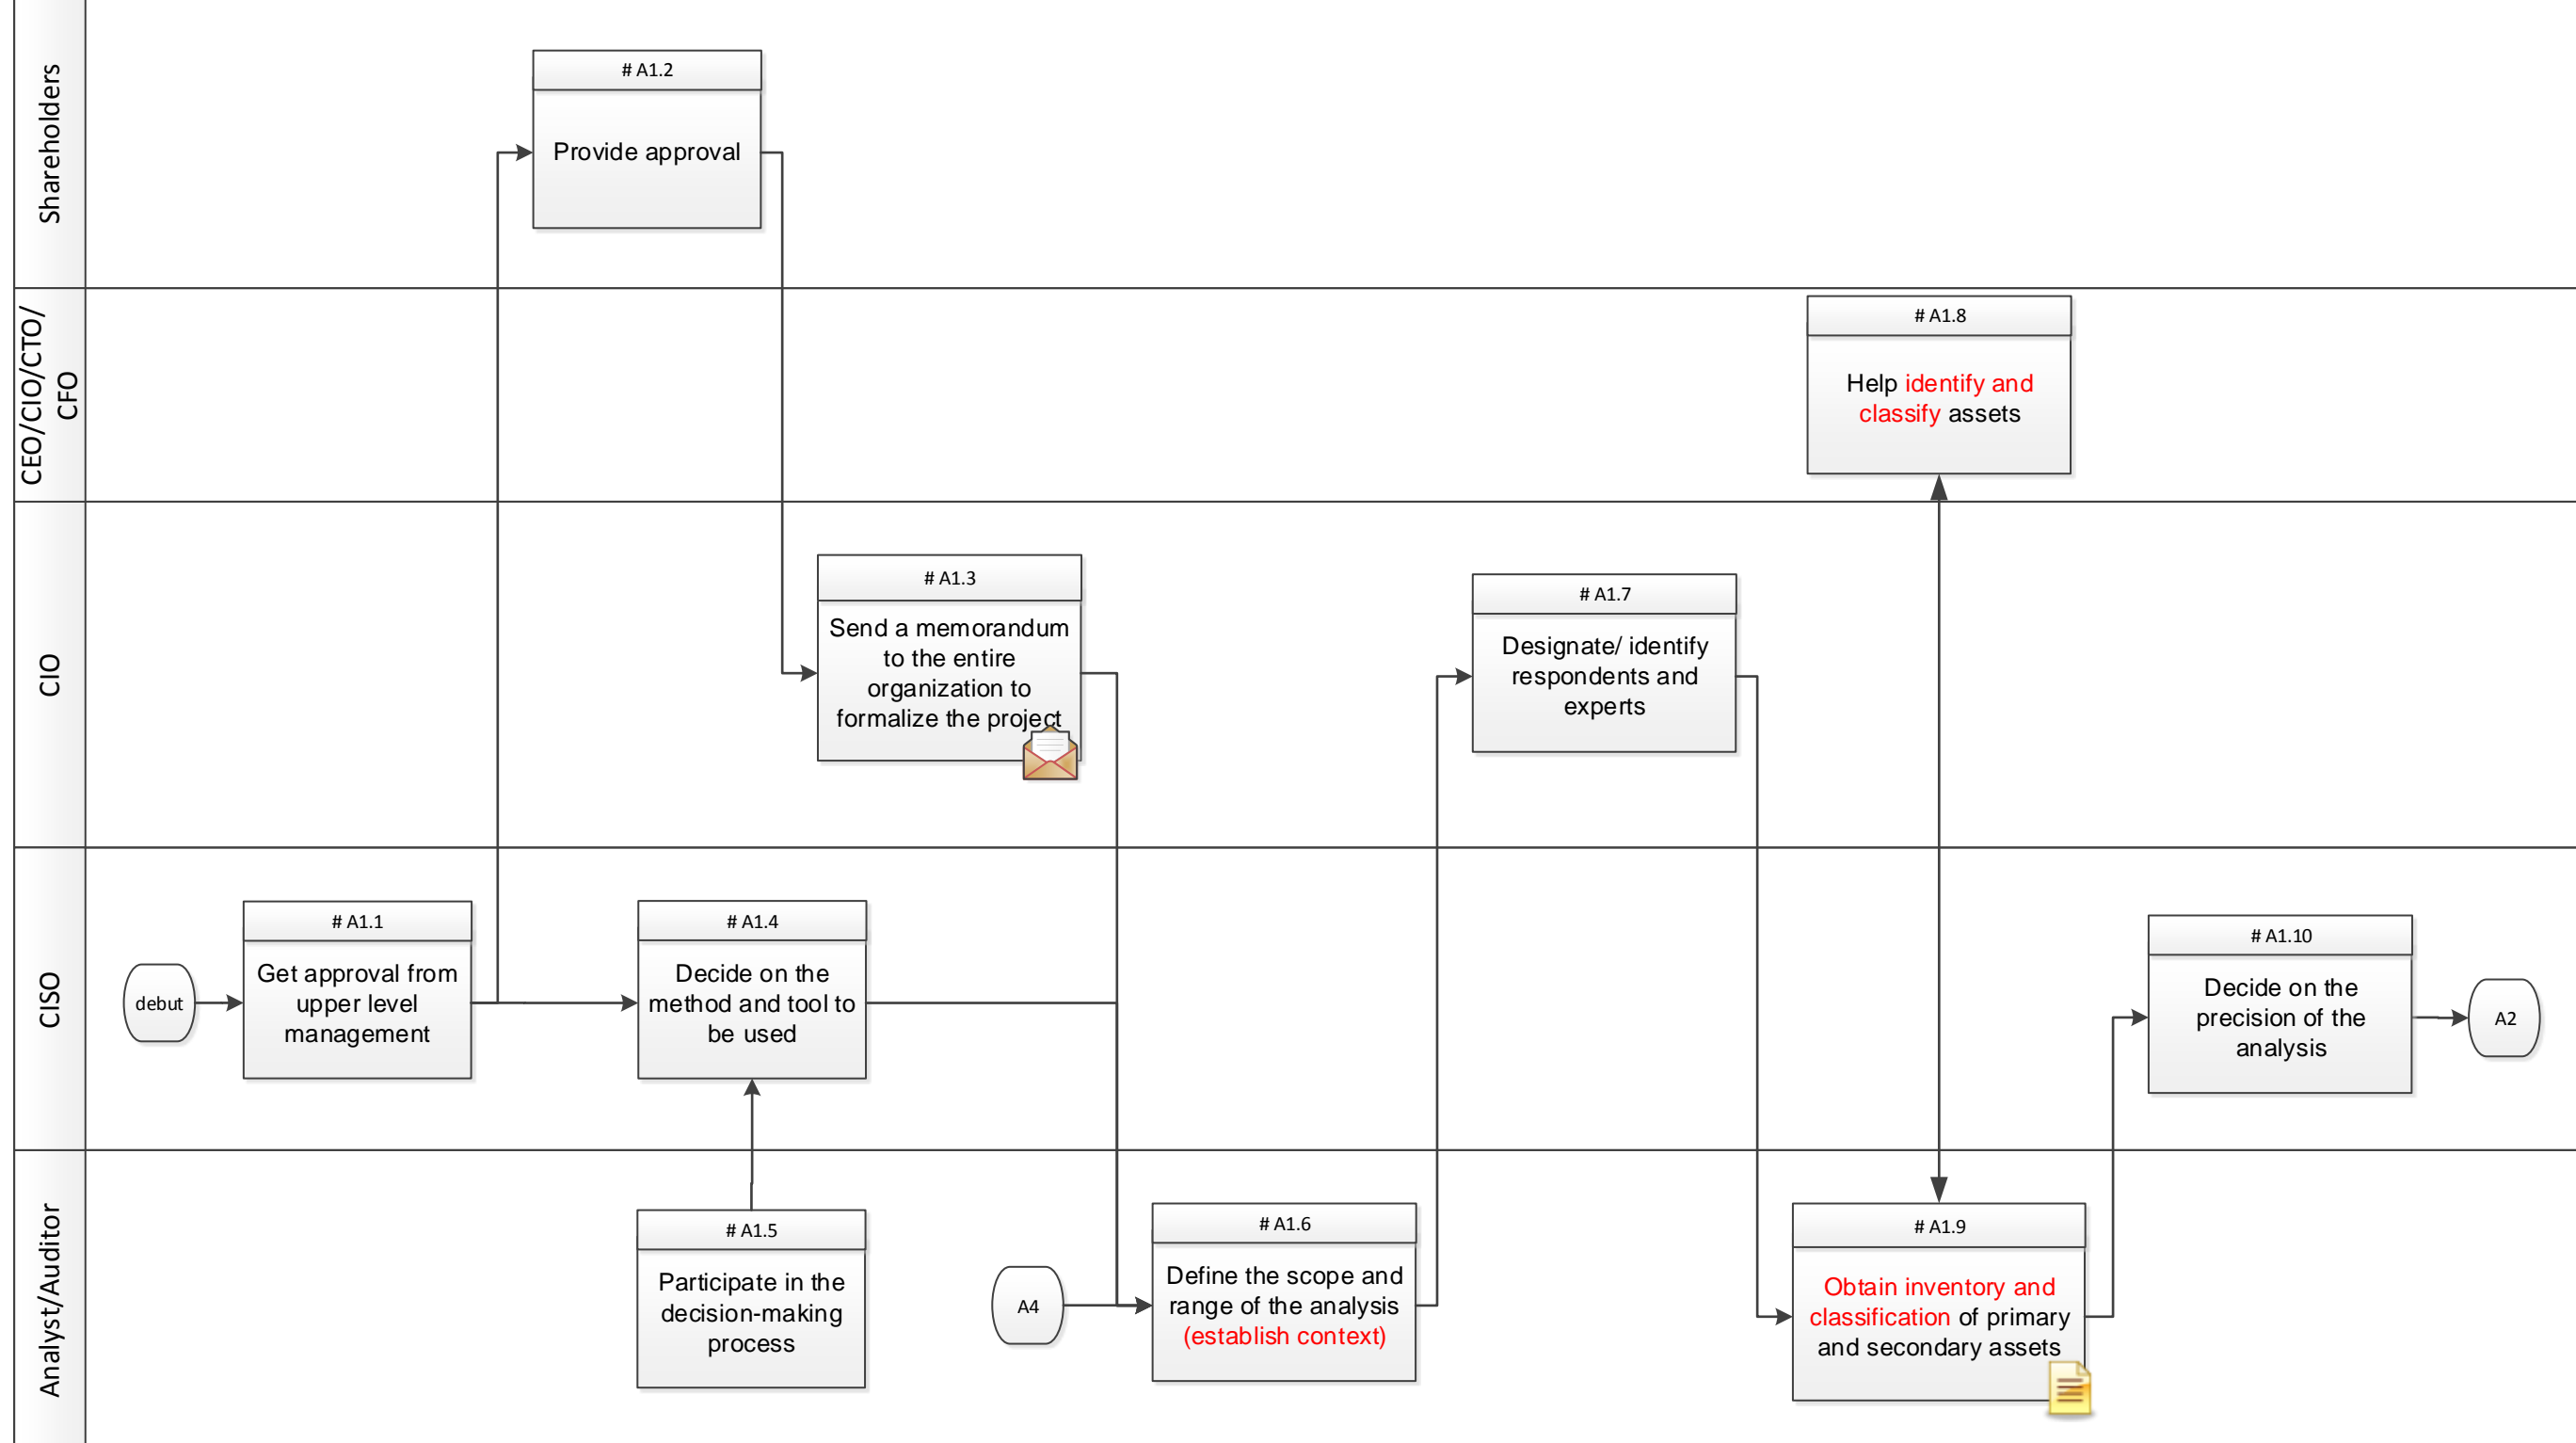 Shareholders
# A1.2
Provide approval
CEO/CIO/CTO/
CFO
# A1.8
Help identify and
classify assets
CIO
# A1.3
Send a memorandum
to the entire
organization to
formalize the project
# A1.7
Designate/ identify
respondents and
experts
CISO
debut
# A1.1
Get approval from
upper level
management
# A1.4
Decide on the
method and tool to
be used
# A1.10
Decide on the
precision of the
analysis
A2
Analyst/Auditor
# A1.5
Participate in the
decision-making
process
A4
# A1.6
Define the scope and
range of the analysis
(establish context)
# A1.9
Obtain inventory and
classification of primary
and secondary assets